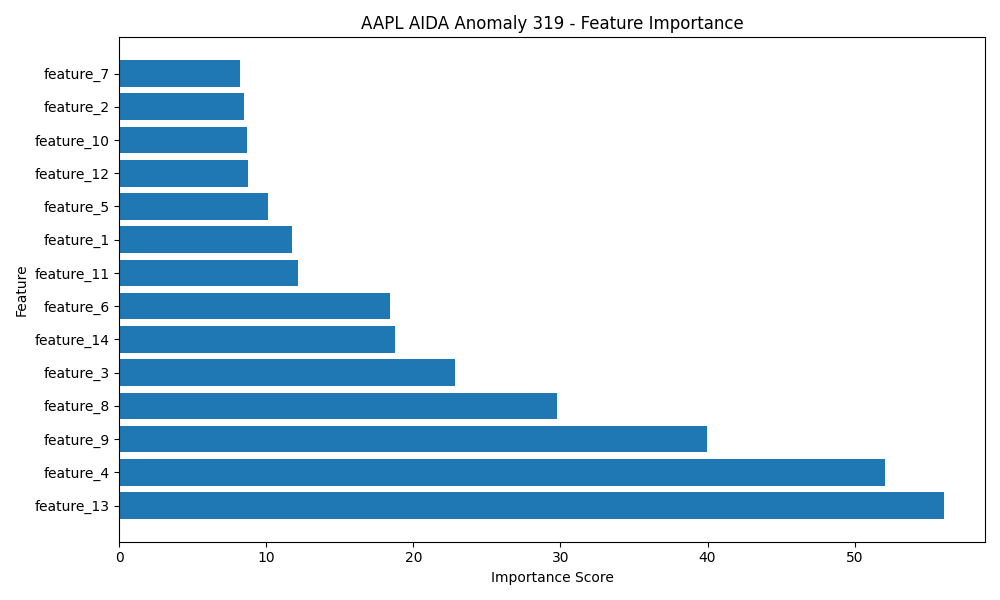 AAPL AIDA Anomaly 319 - Feature Importance
feature_7
feature_2
feature_10
feature_12
feature_5
feature_1
feature_11
feature_6
feature_14
feature_3
feature_8
feature_9
feature_4
feature_13
Feature
0 10 20 30 40 50
Importance Score